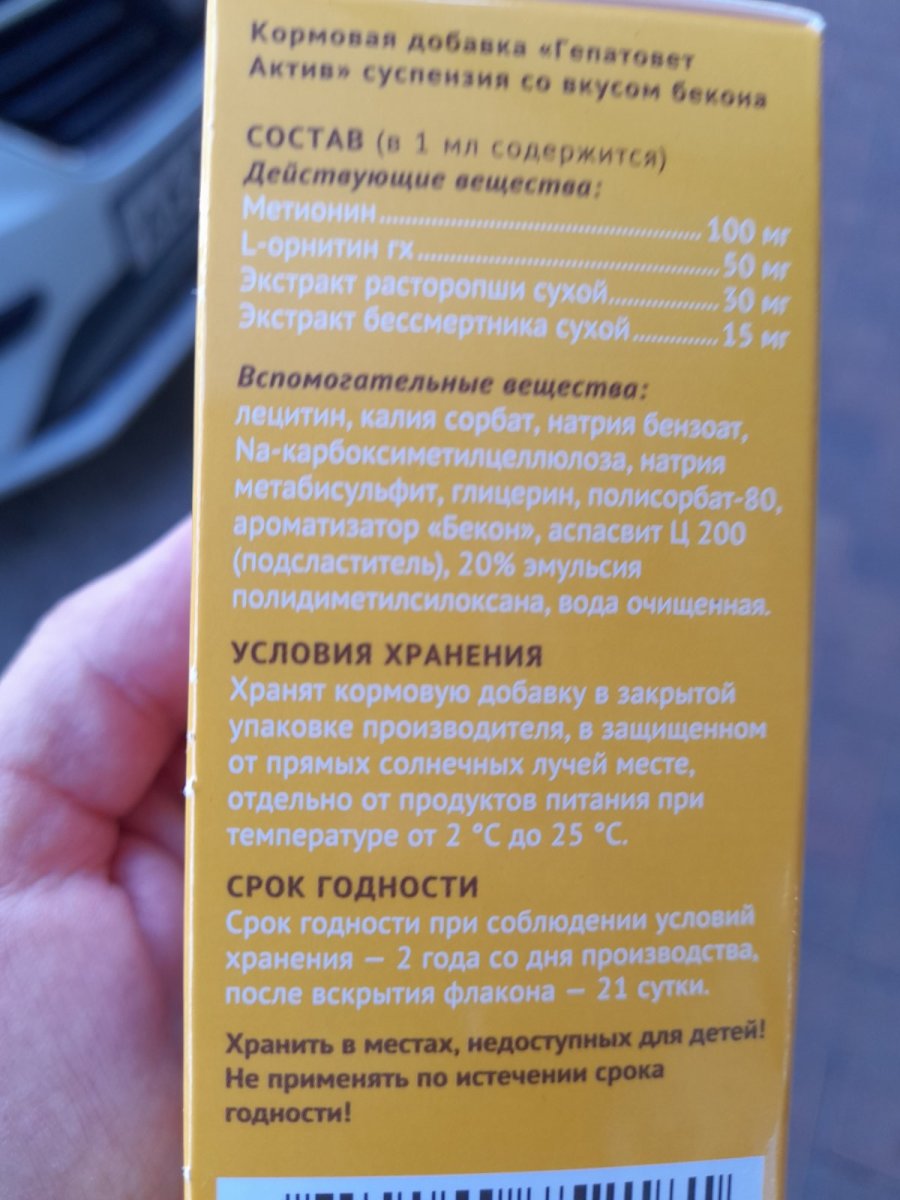 Кормовая добавка «Гепатовет
Актив» суспензия со вкусом бекона
СОСТАВ (в 1 мл содержится)
Действующие вещества:
Метионин 100 мг
L-орнитин гх 50 мг
Экстракт расторопши сухой 30 мг
Экстракт бессмертника сухой 15 мг
Вспомогательные вещества:
лецитин, калия сорбат, натрия бензоат,
Na-карбоксиметилцеллюлоза, натрия
метабисульфит, глицерин, полисорбат-80,
ароматизатор «Бекон», аспасвит Ц 200
(подсластитель), 20% эмульсия
полидиметилсилоксана, вода очищенная.
УСЛОВИЯ ХРАНЕНИЯ
Хранят кормовую добавку в закрытой
упаковке производителя, в защищенном
от прямых солнечных лучей месте,
отдельно от продуктов питания при
температуре от 2 °С до 25 °С.
СРОК ГОДНОСТИ
Срок годности при соблюдении условий
хранения — 2 года со дня производства,
после вскрытия флакона — 21 сутки.
Хранить в местах, недоступных для детей!
Не применять по истечении срока
годности!